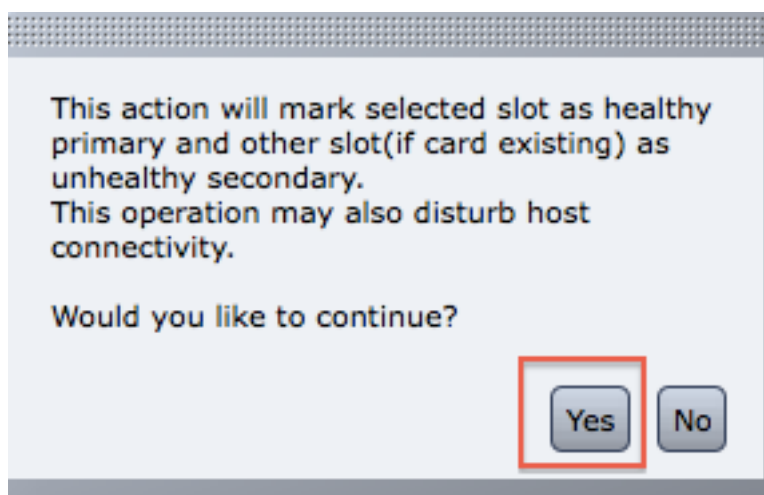 This action will mark selected slot as healthy
primary and other slot(if card existing) as
unhealthy secondary.
This operation may also disturb host
connectivity.
Would you like to continue?
Yes No